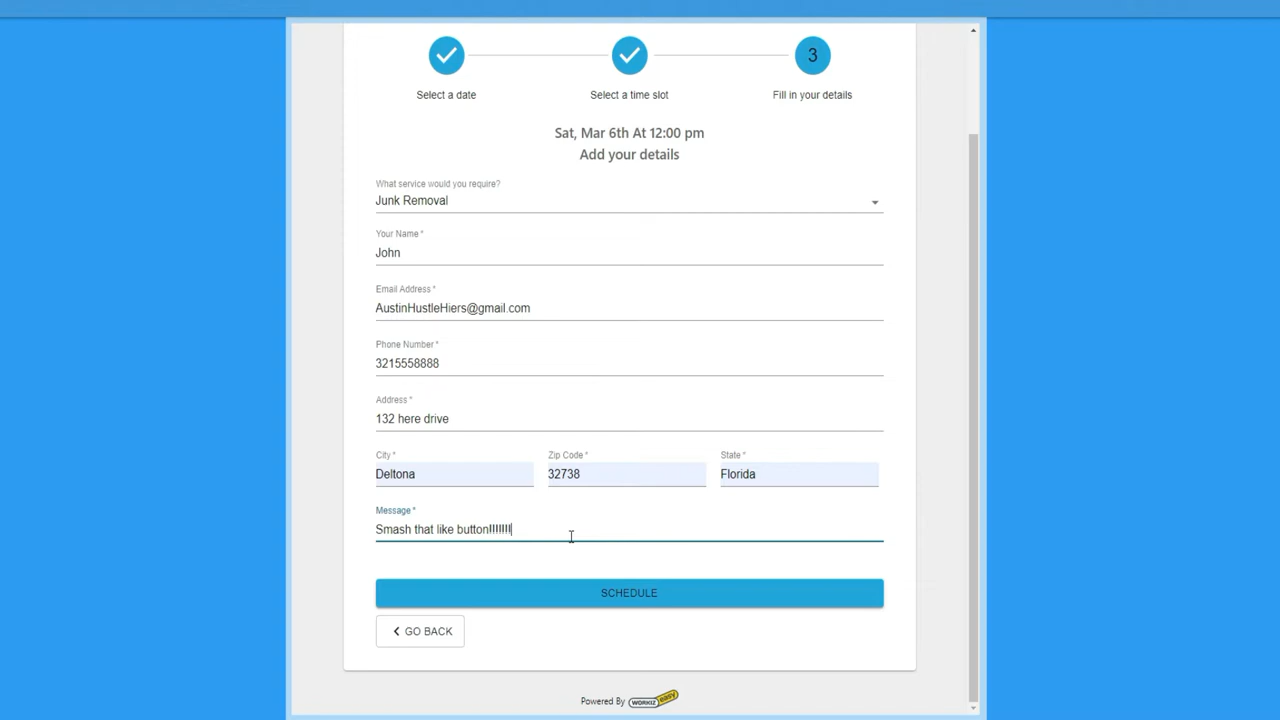 3
Select a date
Select a time slot
Fill in your details
Sat, Mar 6th At 12:00 pm
Add your details
What service would you require?
Junk Removal
Your Name *
John
Email Address *
AustinHustleHiers@gmail.com
Phone Number *
3215558888
Address *
132 here drive
City * Zip Code * State *
Deltona 32738 Florida
Message *
Smash that like button!!!!!!!
SCHEDULE
GO BACK
Powered By WORKIZ easy